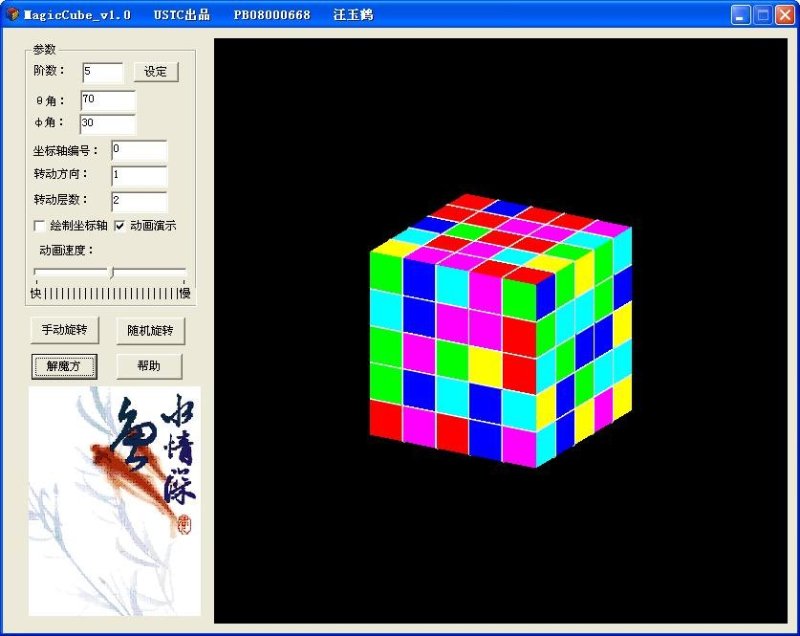 MagicCube_v1.0 USTC出品 PB08000668 汪玉鹤
参数
阶数： 5 设定
θ角： 70
φ角： 30
坐标轴编号： 0
转动方向： 1
转动层数： 2
绘制坐标轴 动画演示
动画速度：
快 慢
手动旋转 随机旋转
解魔方 帮助
鱼
水情深